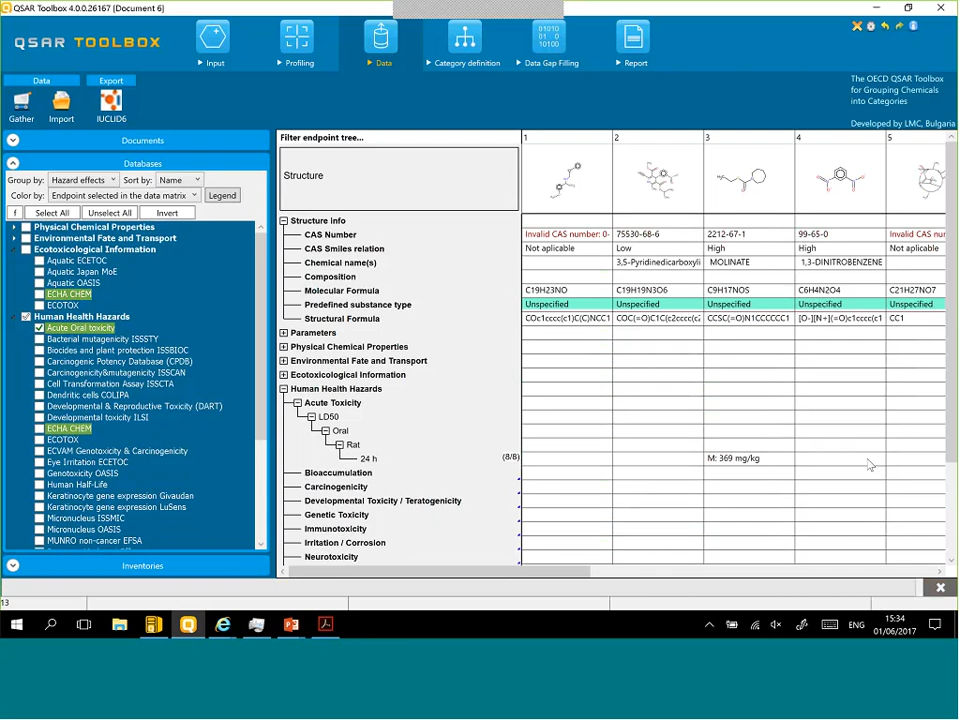 QSAR Toolbox 4.0.0.26167 [Document 6]
QSAR TOOLBOX
Input
Profiling
Data
Category definition
01010
01 0
10100
Data Gap Filling
Report
Data
Export
Gather
Import
IUCLID6
The OECD QSAR Toolbox
for Grouping Chemicals
into Categories
Developed by LMC, Bulgaria
Documents
Databases
Group by: Hazard effects Sort by: Name
Color by: Endpoint selected in the data matrix Legend
f Select All Unselect All Invert
Physical Chemical Properties
Environmental Fate and Transport
Ecotoxicological Information
Aquatic ECETOC
Aquatic Japan MoE
Aquatic OASIS
ECHA CHEM
ECOTOX
Human Health Hazards
Acute Oral toxicity
Bacterial mutagenicity ISSSTY
Biocides and plant protection ISSBIOC
Carcinogenic Potency Database (CPDB)
Carcinogenicity&mutagenicity ISSCAN
Cell Transformation Assay ISSCTA
Dendritic cells COLIPA
Developmental & Reproductive Toxicity (DART)
Developmental toxicity ILSI
ECHA CHEM
ECOTOX
ECVAM Genotoxicity & Carcinogenicity
Eye Irritation ECETOC
Genotoxicity OASIS
Human Half-Life
Keratinocyte gene expression Givaudan
Keratinocyte gene expression LuSens
Micronucleus ISSMIC
Micronucleus OASIS
MUNRO non-cancer EFSA
Inventories
Filter endpoint tree... 1 2 3 4 5
Structure
Structure info
CAS Number Invalid CAS number: 0- 75530-68-6 2212-67-1 99-65-0 Invalid CAS nur
CAS Smiles relation Not aplicable Low High High Not aplicable
Chemical name(s) 3,5-Pyridinedicarboxyli MOLINATE 1,3-DINITROBENZENE
Composition
Molecular Formula C19H23NO C19H19N3O6 C9H17NOS C6H4N2O4 C21H27NO7
Predefined substance type Unspecified Unspecified Unspecified Unspecified Unspecified
Structural Formula COc1cccc(c1)C(C)NCC1 COC(=O)C1C(c2cccc(c2 CCSC(=O)N1CCCCCC1 [O-][N+](=O)c1cccc(c1 CC1
Parameters
Physical Chemical Properties
Environmental Fate and Transport
Ecotoxicological Information
Human Health Hazards
Acute Toxicity
LD50
Oral
Rat
24 h (8/8) M: 369 mg/kg
Bioaccumulation
Carcinogenicity
Developmental Toxicity / Teratogenicity
Genetic Toxicity
Immunotoxicity
Irritation / Corrosion
Neurotoxicity
13
ENG
15:34
01/06/2017